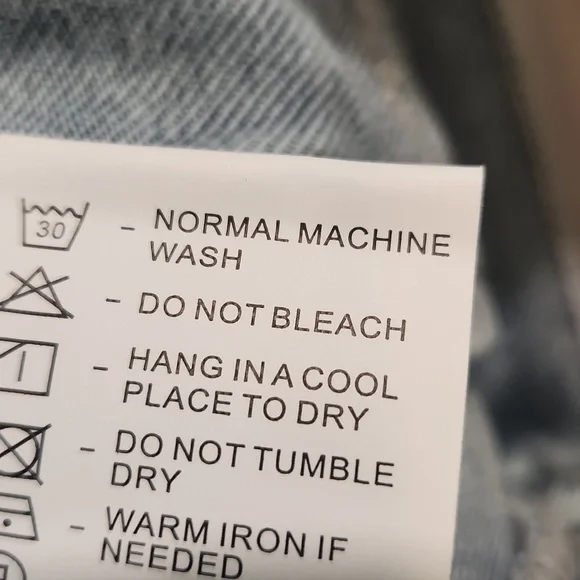 30 - NORMAL MACHINE
WASH
- DO NOT BLEACH
- HANG IN A COOL
PLACE TO DRY
- DO NOT TUMBLE
DRY
- WARM IRON IF
NEEDED